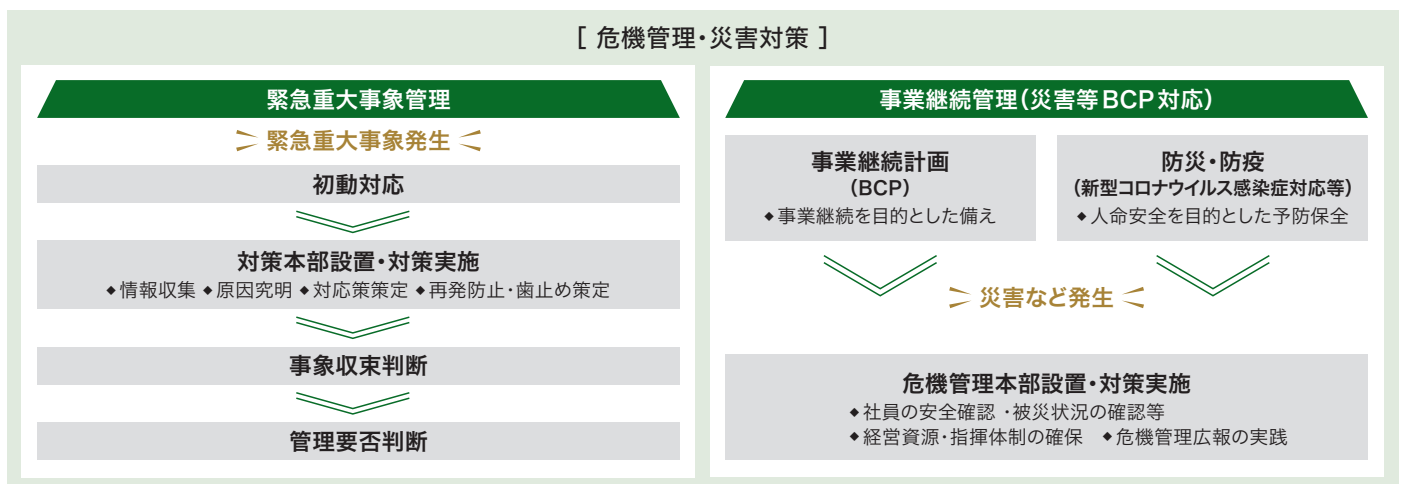 [ 危機管理・災害対策 ]
緊急重大事象管理
緊急重大事象発生
初動対応
対策本部設置・対策実施
◆情報収集 ◆原因究明 ◆対応策策定 ◆再発防止・歯止め策定
事象収束判断
管理要否判断
事業継続管理(災害等BCP対応)
事業継続計画
(BCP)
◆事業継続を目的とした備え
防災・防疫
(新型コロナウイルス感染症対応等)
◆人命安全を目的とした予防保全
災害など発生
危機管理本部設置・対策実施
◆社員の安全確認 ・被災状況の確認等
◆経営資源・指揮体制の確保 ◆危機管理広報の実践